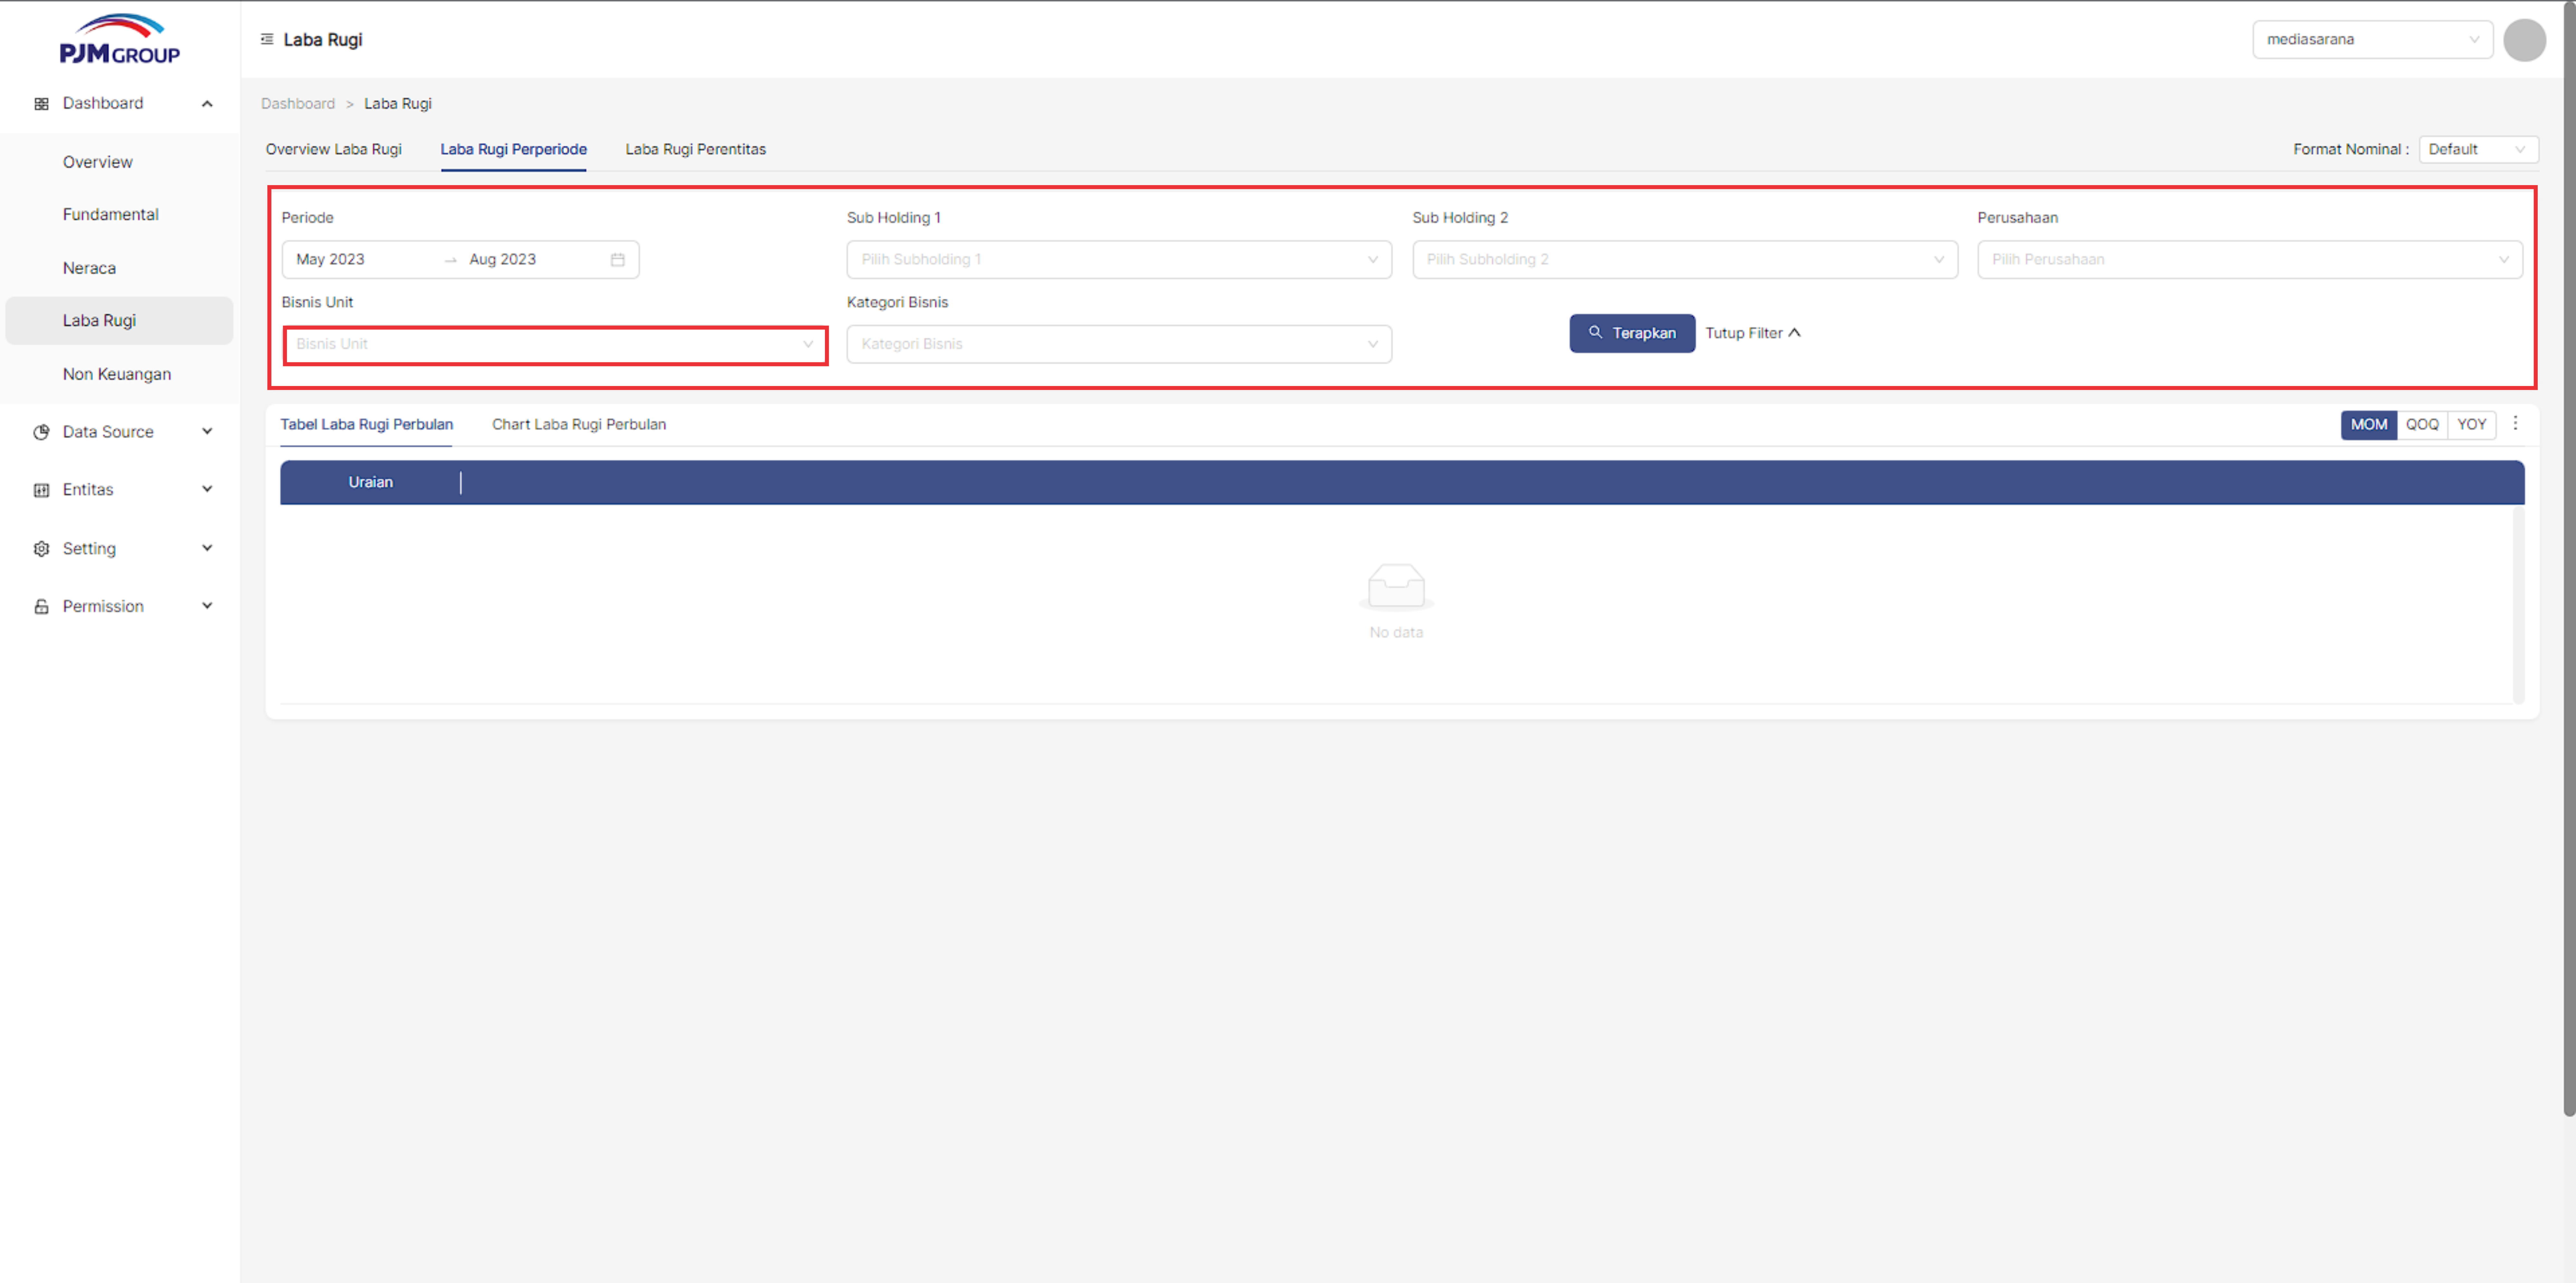 PJM GROUP
Laba Rugi
mediasarana
Dashboard
Overview
Fundamental
Neraca
Laba Rugi
Non Keuangan
Data Source
Entitas
Setting
Permission
Dashboard > Laba Rugi
Overview Laba Rugi Laba Rugi Perperiode Laba Rugi Perentitas
Format Nominal : Default
Periode Sub Holding 1 Sub Holding 2 Perusahaan
May 2023 → Aug 2023 Pilih Subholding 1 Pilih Subholding 2 Pilih Perusahaan
Bisnis Unit Kategori Bisnis
Bisnis Unit Kategori Bisnis Terapkan Tutup Filter
Tabel Laba Rugi Perbulan Chart Laba Rugi Perbulan MOM QOQ YOY
Uraian
No data